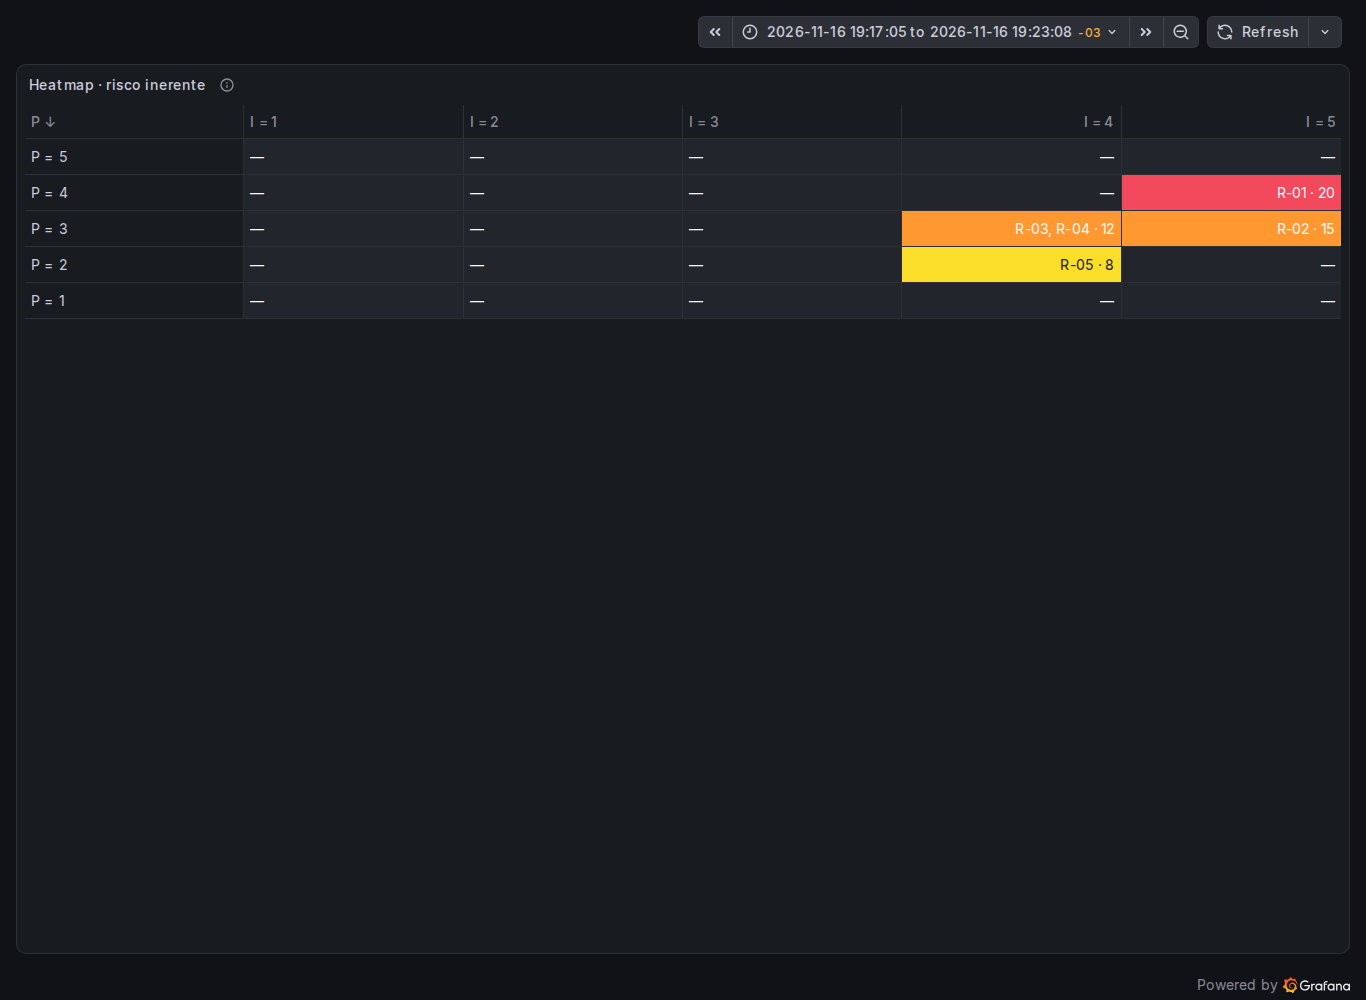 2026-11-16 19:17:05 to 2026-11-16 19:23:08 -03 Refresh
Heatmap · risco inerente
P ↓ I = 1 I = 2 I = 3 I = 4 I = 5
P = 5 — — — — —
P = 4 — — — — R-01 · 20
P = 3 — — — R-03, R-04 · 12 R-02 · 15
P = 2 — — — R-05 · 8 —
P = 1 — — — — —
Powered by Grafana